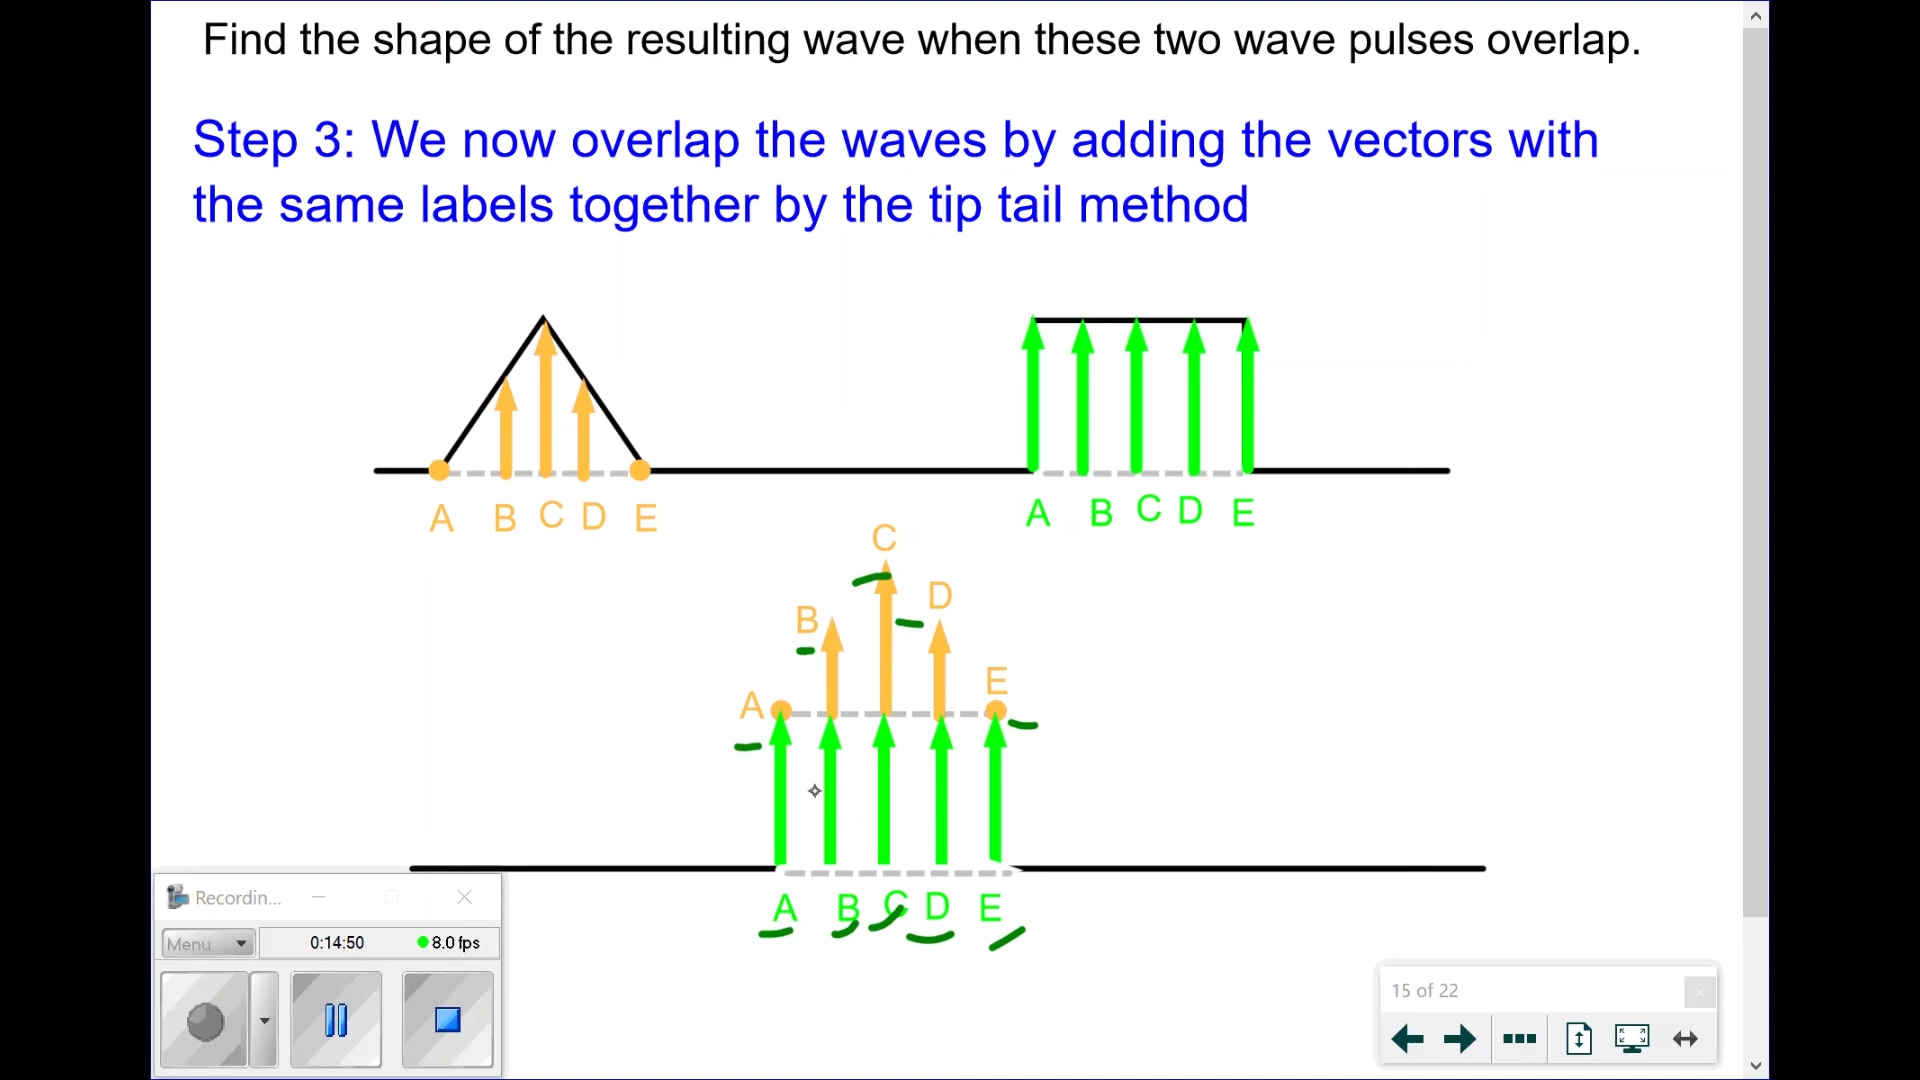 Find the shape of the resulting wave when these two wave pulses overlap.
Step 3: We now overlap the waves by adding the vectors with
the same labels together by the tip tail method
A B C D E
A B C D E
C
D
B
E
A
A B C D E
Recordin...
Menu 0:14:50 8.0 fps
15 of 22